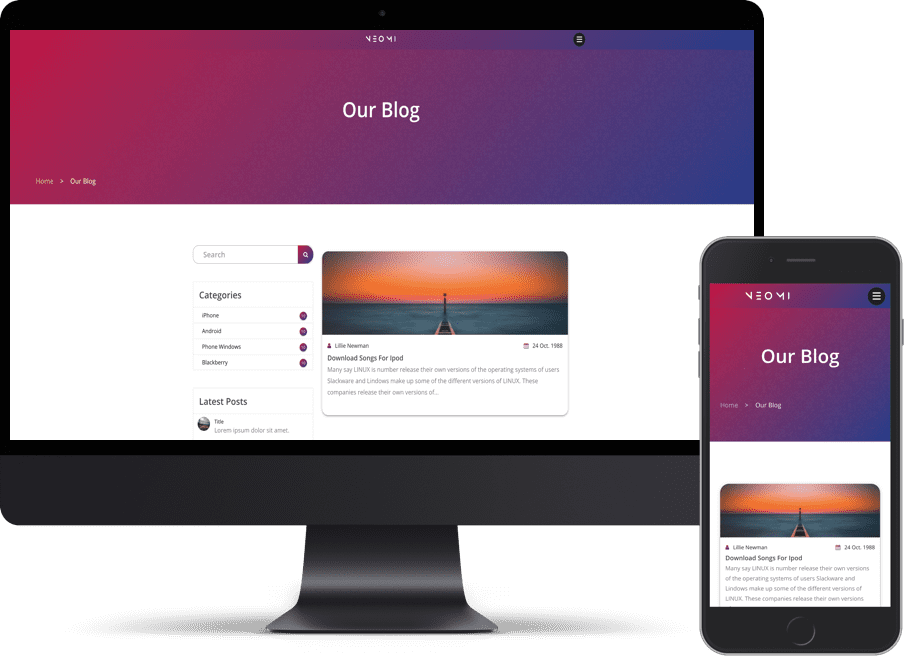 NEOMI
Our Blog
Home > Our Blog
Search
Categories
iPhone
Android
Phone Windows
Blackberry
Latest Posts
Title
Lorem ipsum dolor sit amet.
Lillie Newman 24 Oct, 1988
Download Songs For Ipod
Many say LINUX is number release their own versions of the operating systems of users
Slackware and Lindows make up some of the different versions of LINUX. These
companies release their own versions of...
NEOMI
Our Blog
Home > Our Blog
Lillie Newman 24 Oct, 1988
Download Songs For Ipod
Many say LINUX is number release their own versions
of the operating systems of users Slackware and
Lindows make up some of the different versions of
LINUX. These companies release their own versions